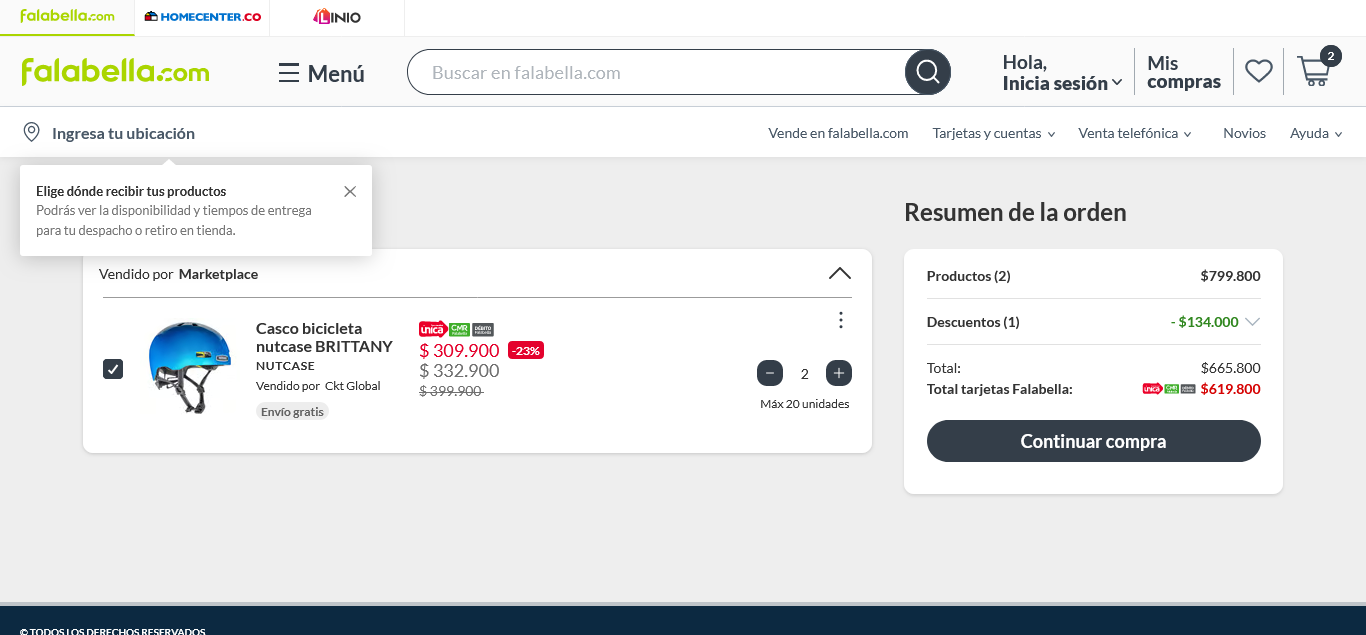 falabella.com
HOMECENTER.CO
LINIO
falabella.com
Menú
Buscar en falabella.com
Hola,
Inicia sesión
Mis
compras
2
Ingresa tu ubicación
Vende en falabella.com
Tarjetas y cuentas
Venta telefónica
Novios
Ayuda
Elige dónde recibir tus productos
Podrás ver la disponibilidad y tiempos de entrega
para tu despacho o retiro en tienda.
Vendido por Marketplace
Casco bicicleta
nutcase BRITTANY
NUTCASE
Vendido por Ckt Global
Envío gratis
única CMR DEBITO
$ 309.900 -23%
$ 332.900
$ 399.900
2
Máx 20 unidades
Resumen de la orden
Productos (2) $799.800
Descuentos (1) - $134.000
Total: $665.800
Total tarjetas Falabella: única CMR $619.800
Continuar compra
© TODOS LOS DERECHOS RESERVADOS